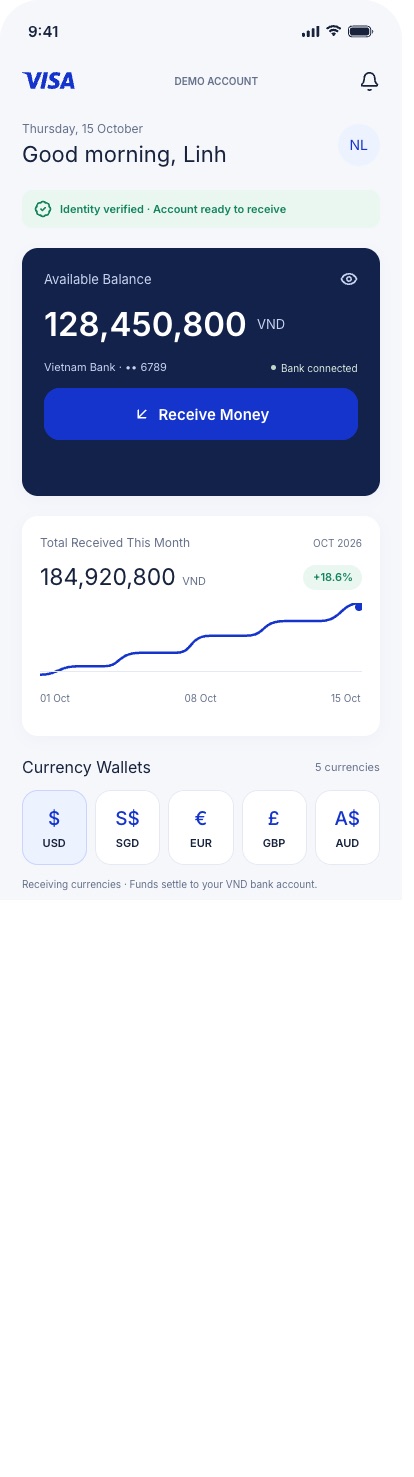 9:41
VISA
DEMO ACCOUNT
Thursday, 15 October
Good morning, Linh
NL
Identity verified · Account ready to receive
Available Balance
128,450,800 VND
Vietnam Bank · •• 6789
Bank connected
Receive Money
Total Received This Month
OCT 2026
184,920,800 VND
+18.6%
01 Oct
08 Oct
15 Oct
Currency Wallets
5 currencies
$
S$
€
£
A$
USD
SGD
EUR
GBP
AUD
Receiving currencies · Funds settle to your VND bank account.